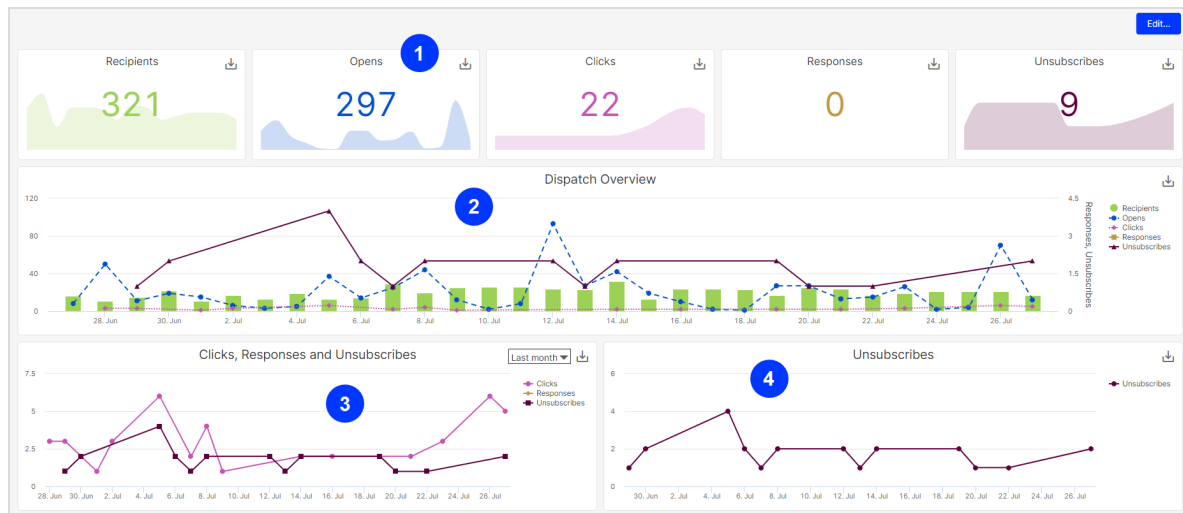 Edit...
Recipients
321
1
Opens
297
Clicks
22
Responses
0
Unsubscribes
9
Dispatch Overview
2
120
80
40
0
4.5
3
1.5
0
Responses, Unsubscribes
28. Jun 30. Jun 2. Jul 4. Jul 6. Jul 8. Jul 10. Jul 12. Jul 14. Jul 16. Jul 18. Jul 20. Jul 22. Jul 24. Jul 26. Jul
Recipients
Opens
Clicks
Responses
Unsubscribes
Clicks, Responses and Unsubscribes
Last month
3
7.5
5
2.5
0
28. Jun 30. Jun 2. Jul 4. Jul 6. Jul 8. Jul 10. Jul 12. Jul 14. Jul 16. Jul 18. Jul 20. Jul 22. Jul 24. Jul 26. Jul
Clicks
Responses
Unsubscribes
Unsubscribes
4
6
4
2
0
30. Jun 2. Jul 4. Jul 6. Jul 8. Jul 10. Jul 12. Jul 14. Jul 16. Jul 18. Jul 20. Jul 22. Jul 24. Jul 26. Jul
Unsubscribes